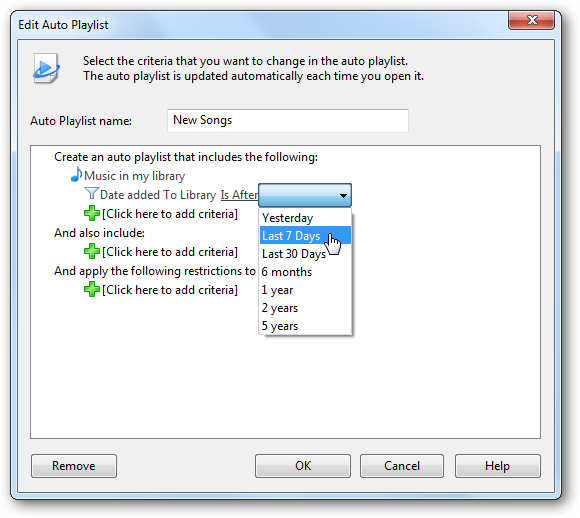 Edit Auto Playlist
Select the criteria that you want to change in the auto playlist.
The auto playlist is updated automatically each time you open it.
Auto Playlist name:
New Songs
Create an auto playlist that includes the following:
Music in my library
Date added To Library Is After
[Click here to add criteria]
Yesterday
And also include:
Last 7 Days
[Click here to add criteria]
Last 30 Days
And apply the following restrictions to
6 months
[Click here to add criteria]
1 year
2 years
5 years
Remove
OK
Cancel
Help